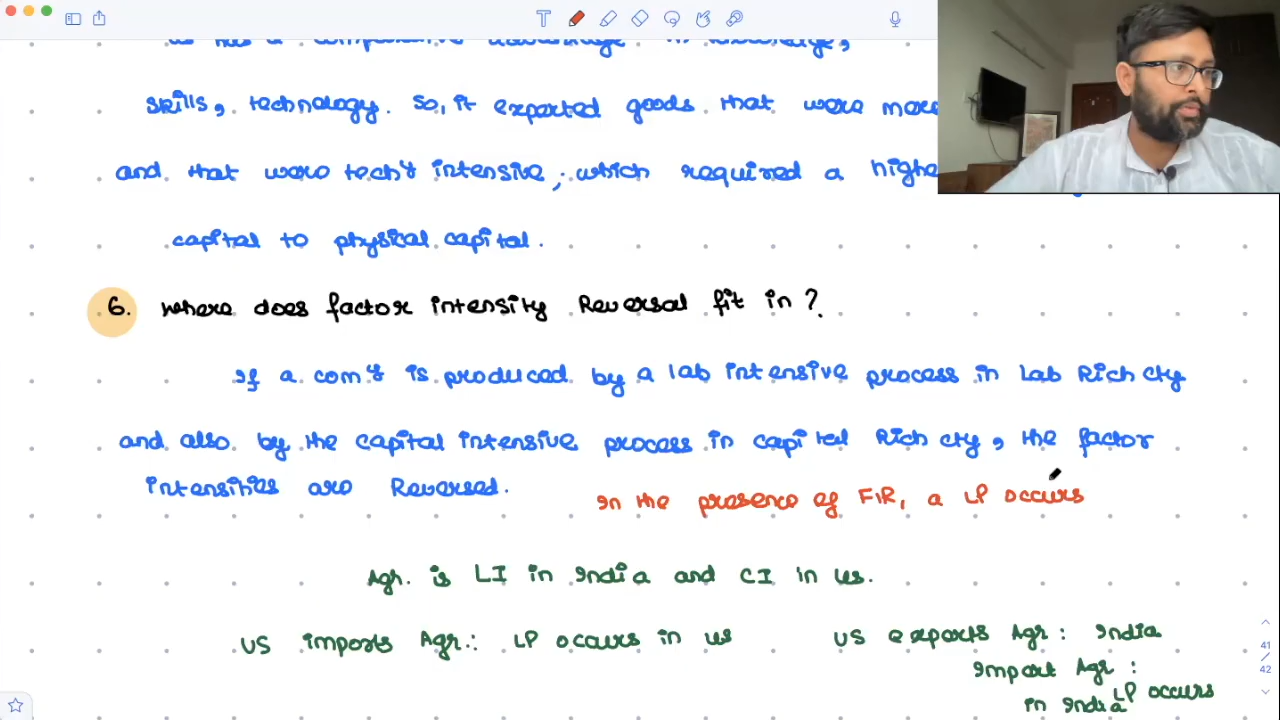 skills, technology. So, it exported goods that were more
and that were tech'y intensive, which required a highe
capital to physical capital.
6. Where does factor intensity Reversal fit in?
If a com'y is produced by a lab intensive process in Lab Rich cty
and also by the capital intensive process in capital Rich cty, the factor
intensities are Reversed.
In the presence of FIR, a LP occurs
Agr. is LI in India and CI in US.
US imports Agr: LP occurs in US
US exports Agr: India
import Agr:
LP occurs
in India
41
42